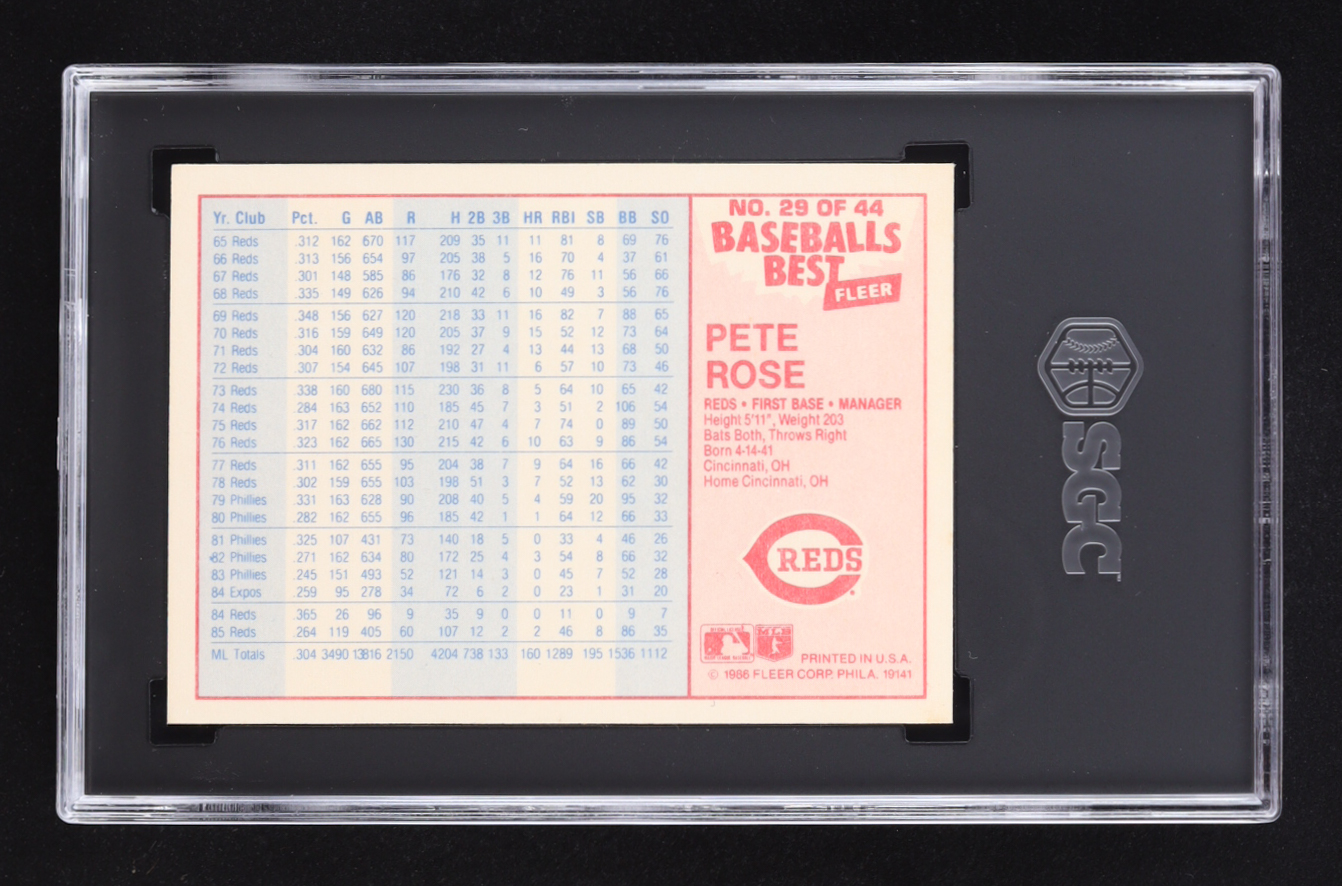 Yr. Club Pct. G AB R H 2B 3B HR RBI SB BB SO
65 Reds .312 162 670 117 209 35 11 11 81 8 69 76
66 Reds .313 156 654 97 205 38 5 16 70 4 37 61
67 Reds .301 148 585 86 176 32 8 12 76 11 56 66
68 Reds .335 149 626 94 210 42 6 10 49 3 56 76
69 Reds .348 156 627 120 218 33 11 16 82 7 88 65
70 Reds .316 159 649 120 205 37 9 15 52 12 73 64
71 Reds .304 160 632 86 192 27 4 13 44 13 68 50
72 Reds .307 154 645 107 198 31 11 6 57 10 73 46
73 Reds .338 160 680 115 230 36 8 5 64 10 65 42
74 Reds .284 163 652 110 185 45 7 3 51 2 106 54
75 Reds .317 162 662 112 210 47 4 7 74 0 89 50
76 Reds .323 162 665 130 215 42 6 10 63 9 86 54
77 Reds .311 162 655 95 204 38 7 9 64 16 66 42
78 Reds .302 159 655 103 198 51 3 7 52 13 62 30
79 Phillies .331 163 628 90 208 40 5 4 59 20 95 32
80 Phillies .282 162 655 96 185 42 1 1 64 12 66 33
81 Phillies .325 107 431 73 140 18 5 0 33 4 46 26
82 Phillies .271 162 634 80 172 25 4 3 54 8 66 32
83 Phillies .245 151 493 52 121 14 3 0 45 7 52 28
84 Expos .259 95 278 34 72 6 2 0 23 1 31 20
84 Reds .365 26 96 9 35 9 0 0 11 0 9 7
85 Reds .264 119 405 60 107 12 2 2 46 8 86 35
ML Totals .304 3490 13816 2150 4204 738 133 160 1289 195 1536 1112
NO. 29 OF 44
BASEBALLS
BEST
FLEER
PETE
ROSE
REDS • FIRST BASE • MANAGER
Height 5'11", Weight 203
Bats Both, Throws Right
Born 4-14-41
Cincinnati, OH
Home Cincinnati, OH
REDS
MLB
PRINTED IN U.S.A.
© 1986 FLEER CORP. PHILA. 19141
SGC